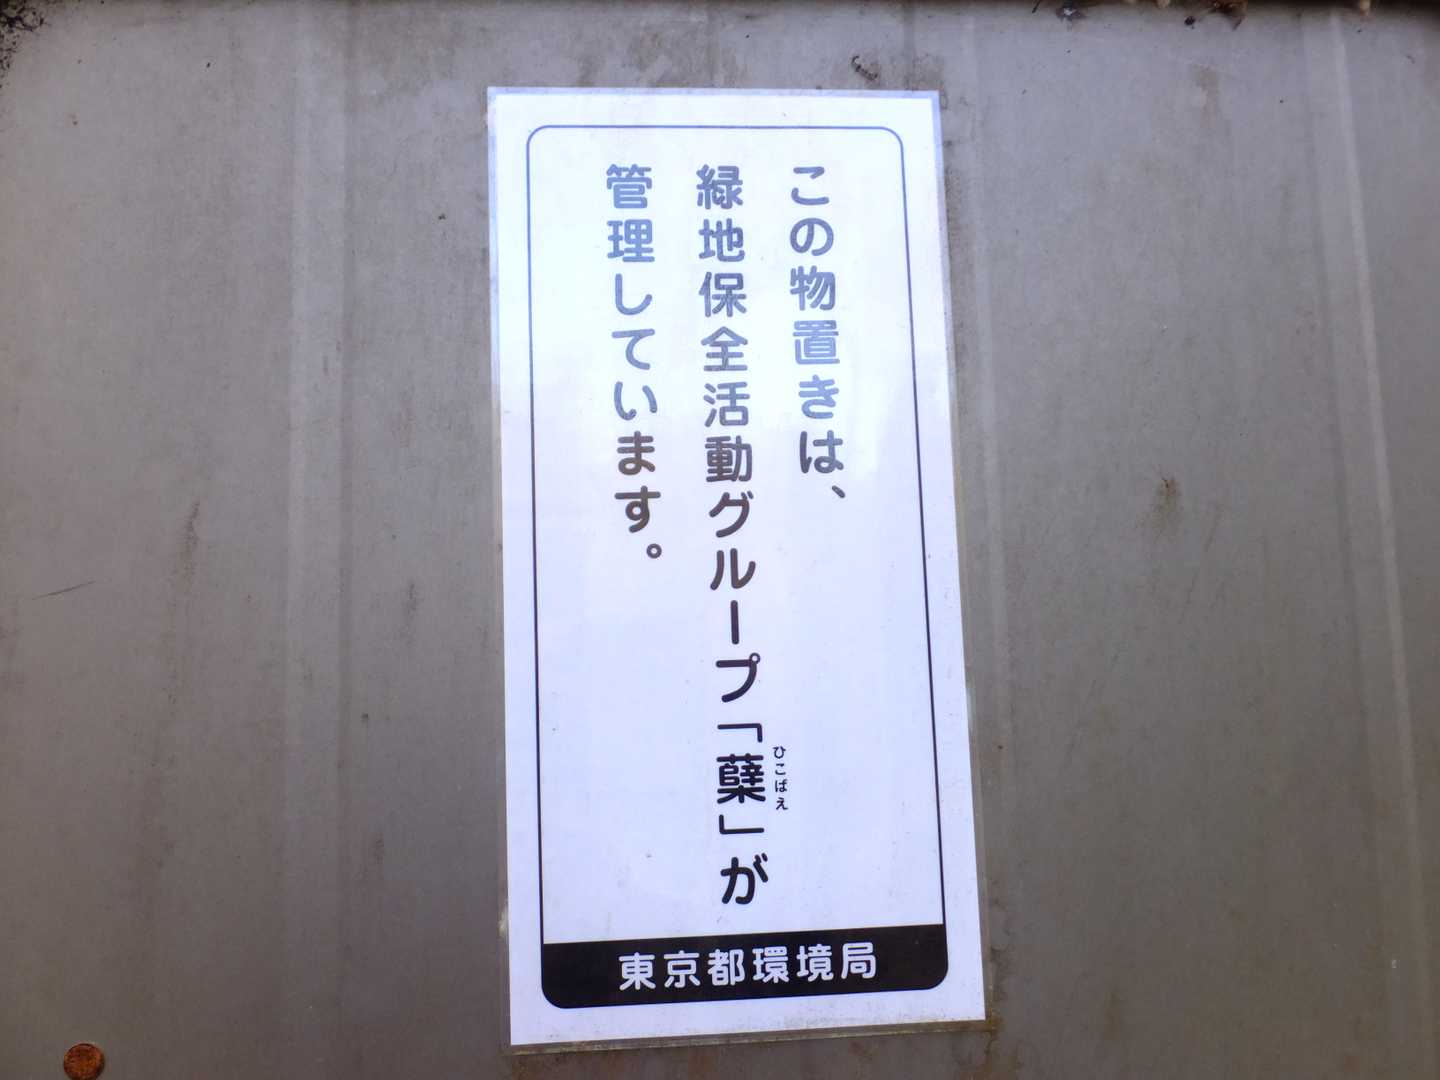 この物置きは、
緑地保全活動グループ「蘖」が
ひこばえ
管理しています。
東京都環境局